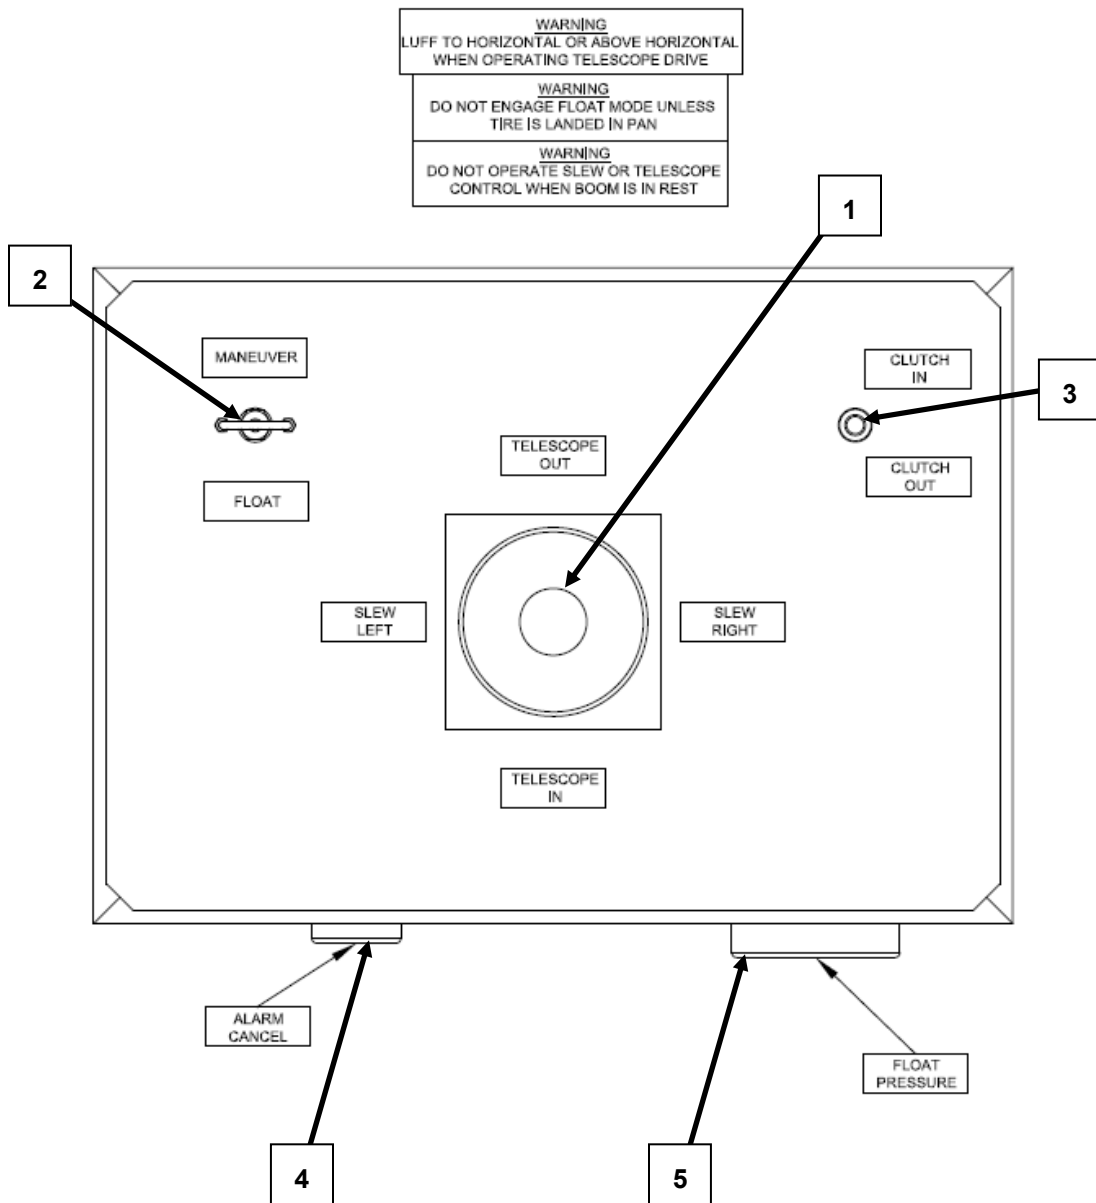 WARNING
LUFF TO HORIZONTAL OR ABOVE HORIZONTAL
WHEN OPERATING TELESCOPE DRIVE
WARNING
DO NOT ENGAGE FLOAT MODE UNLESS
TIRE IS LANDED IN PAN
WARNING
DO NOT OPERATE SLEW OR TELESCOPE
CONTROL WHEN BOOM IS IN REST
1
2
MANEUVER
CLUTCH
IN
3
TELESCOPE
OUT
CLUTCH
OUT
FLOAT
SLEW
LEFT
SLEW
RIGHT
TELESCOPE
IN
ALARM
CANCEL
FLOAT
PRESSURE
4
5